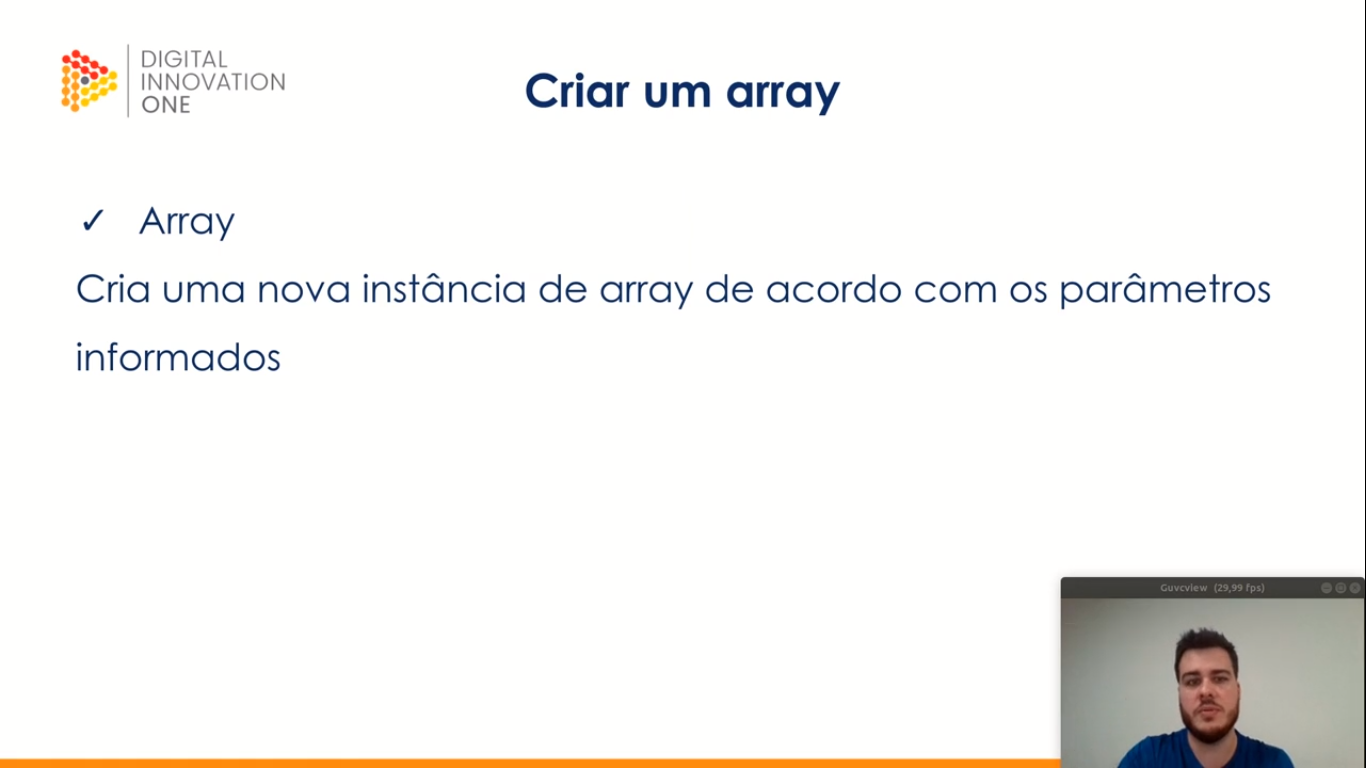 DIGITAL
INNOVATION
ONE
Criar um array
✓ Array
Cria uma nova instância de array de acordo com os parâmetros
informados
Guvcview (29,99 fps)